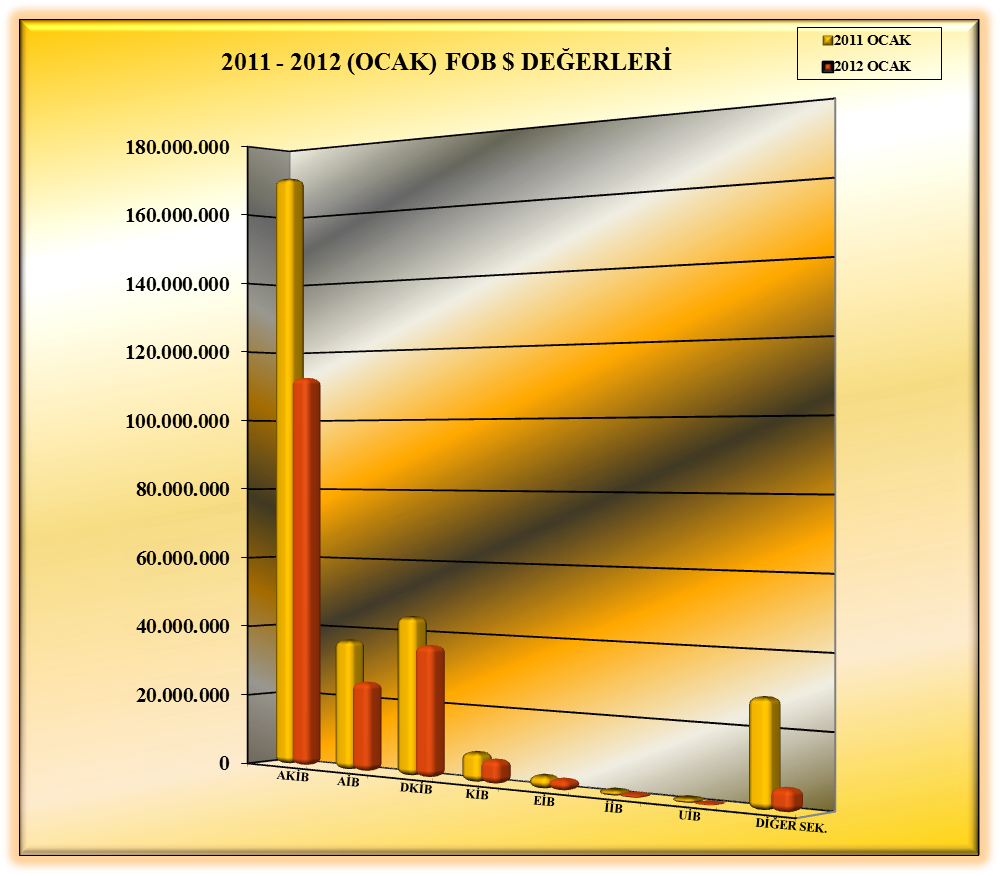 2011 - 2012 (OCAK) FOB $ DEĞERLERİ
2011 OCAK
2012 OCAK
180.000.000
160.000.000
140.000.000
120.000.000
100.000.000
80.000.000
60.000.000
40.000.000
20.000.000
0
AKİB
AİB
DKİB
KİB
EİB
İİB
UİB
DİĞER SEK.